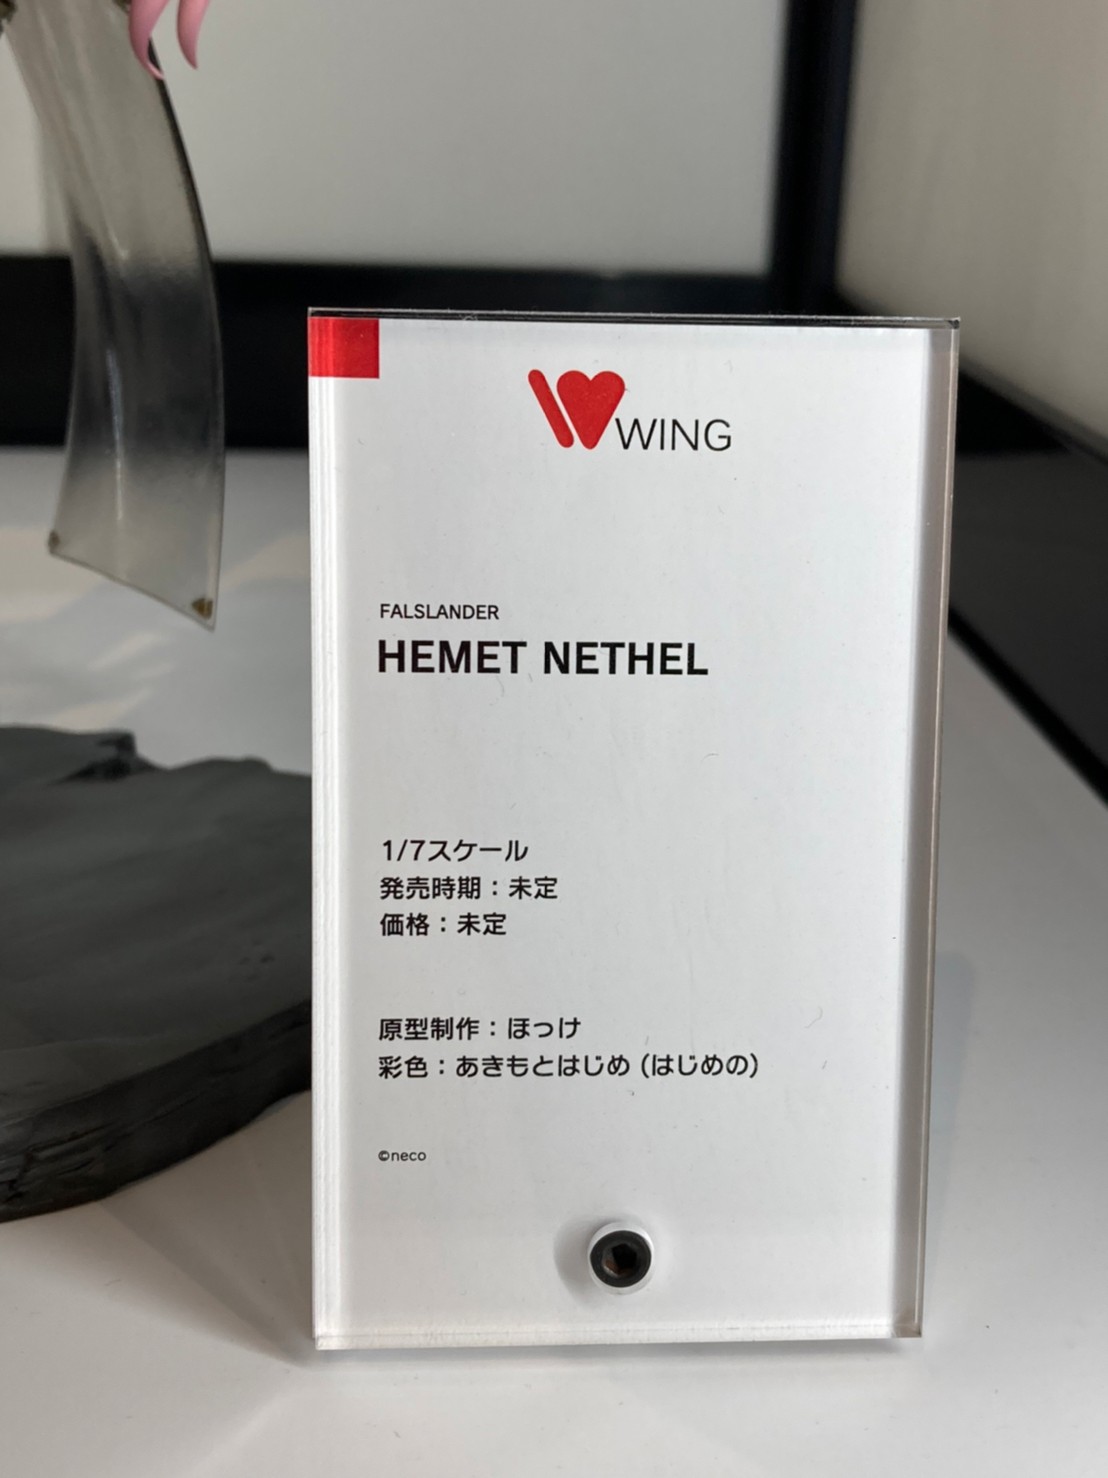 WING
FALSLANDER
HEMET NETHEL
1/7スケール
発売時期：未定
価格：未定
原型制作：ほっけ
彩色：あきもとはじめ (はじめの)
©neco